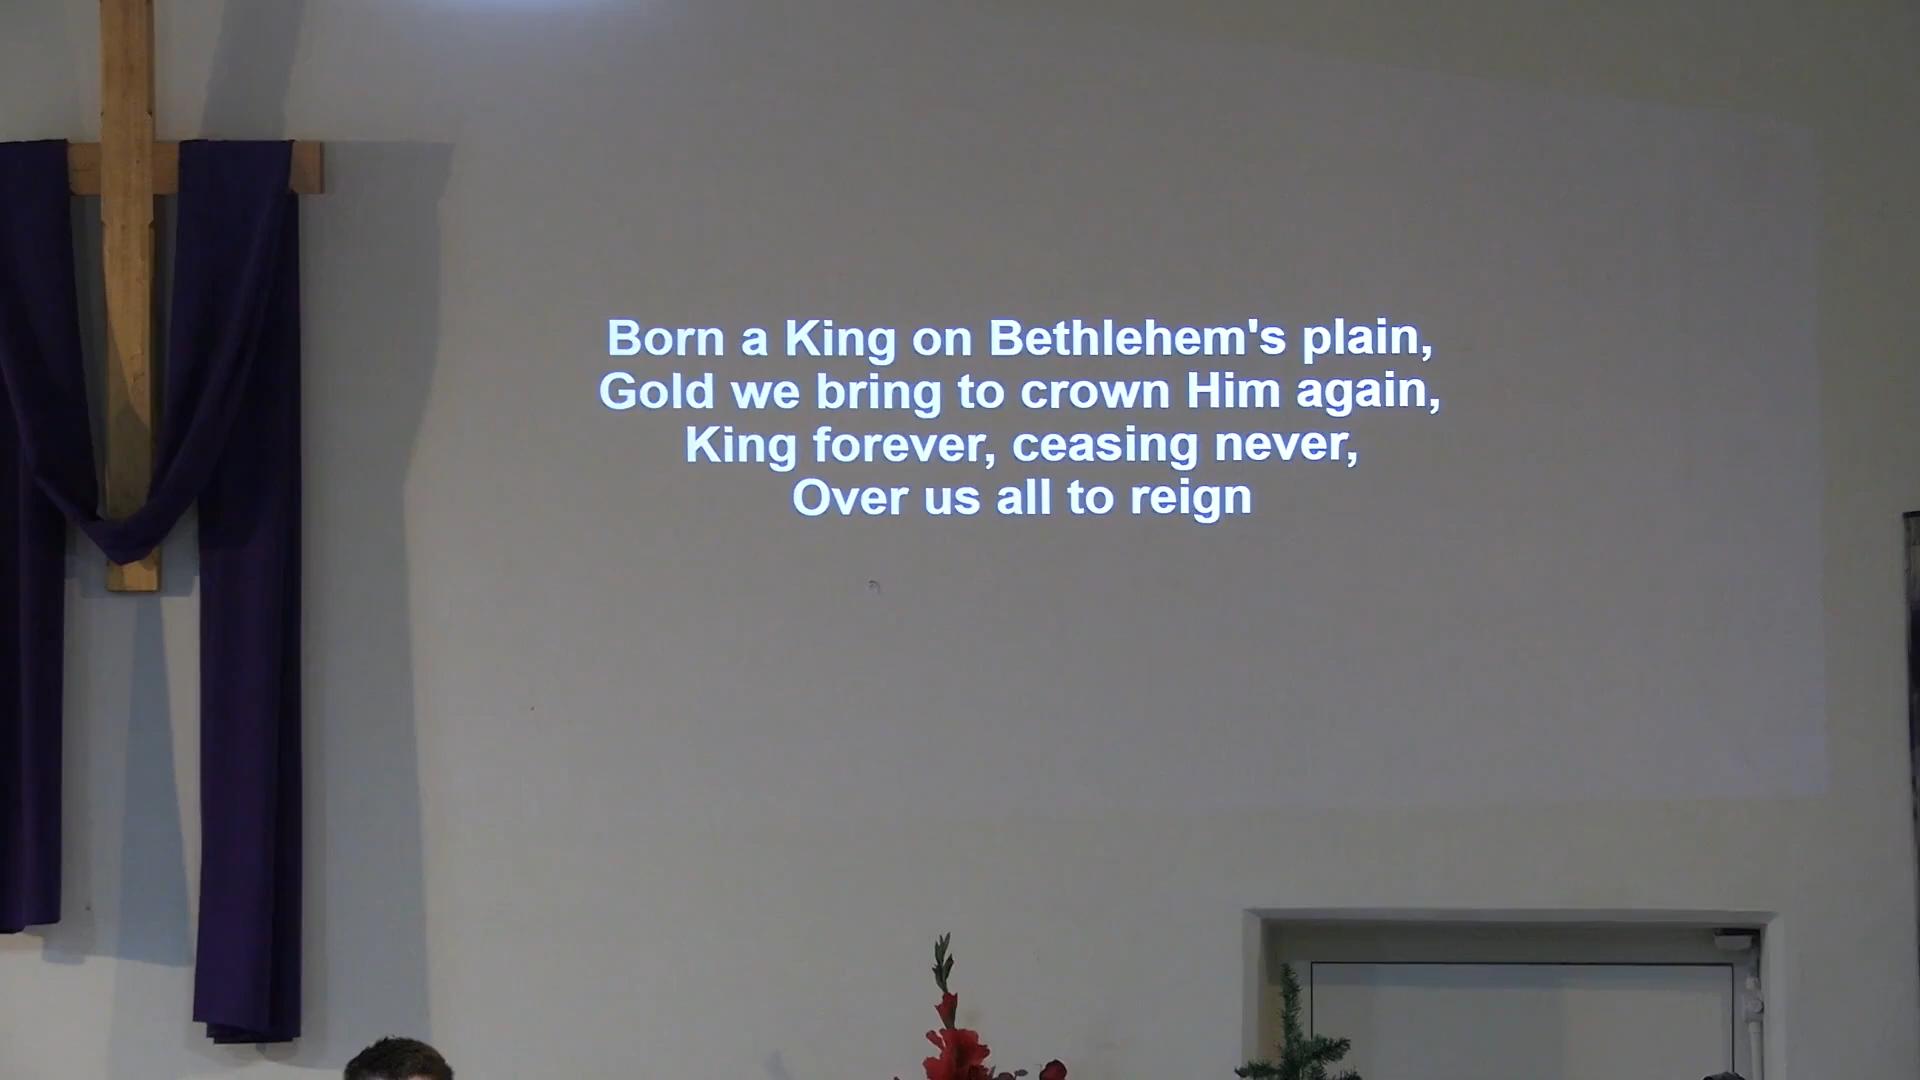 Born a King on Bethlehem's plain,
Gold we bring to crown Him again,
King forever, ceasing never,
Over us all to reign